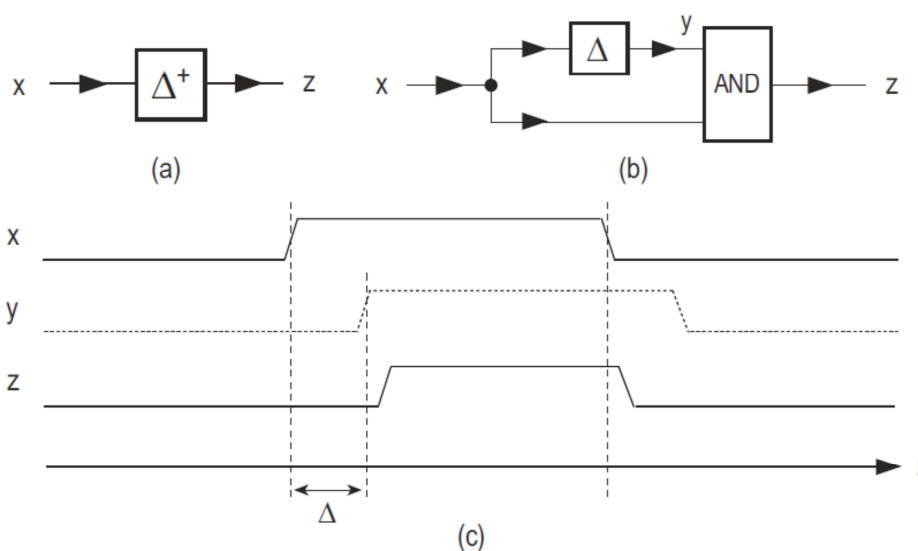 x Δ⁺ z
x Δ y AND z
(a) (b)
x
y
z
Δ
(c)